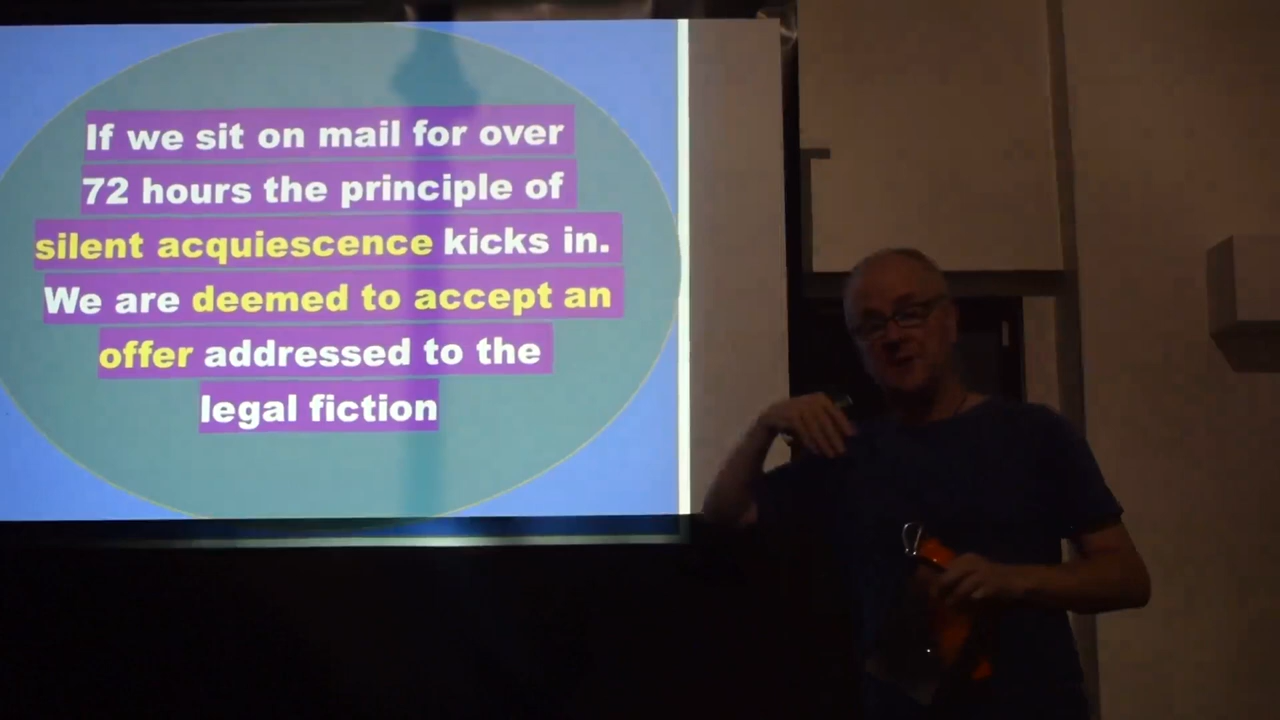 If we sit on mail for over
72 hours the principle of
silent acquiescence kicks in.
We are deemed to accept an
offer addressed to the
legal fiction